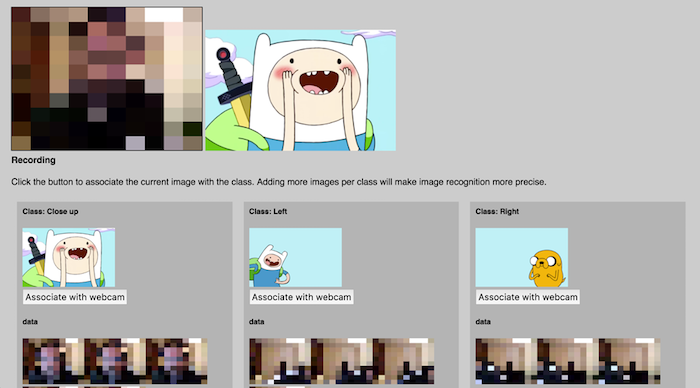 Recording
Click the button to associate the current image with the class. Adding more images per class will make image recognition more precise.
Class: Close up
Associate with webcam
data
Class: Left
Associate with webcam
data
Class: Right
Associate with webcam
data